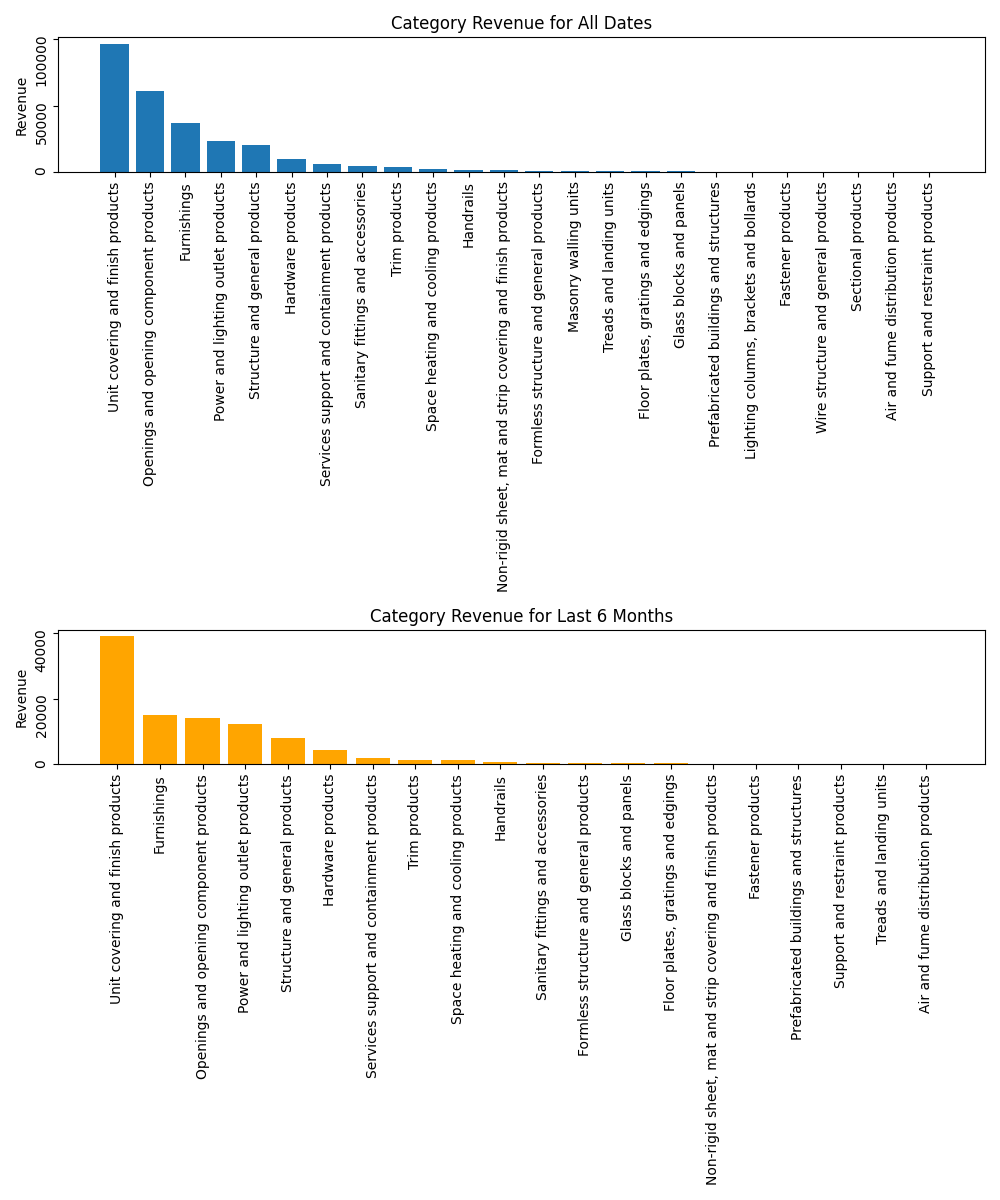 Category Revenue for All Dates
Revenue
100000
50000
0
Unit covering and finish products
Openings and opening component products
Furnishings
Power and lighting outlet products
Structure and general products
Hardware products
Services support and containment products
Sanitary fittings and accessories
Trim products
Space heating and cooling products
Handrails
Non-rigid sheet, mat and strip covering and finish products
Formless structure and general products
Masonry walling units
Treads and landing units
Floor plates, gratings and edgings
Glass blocks and panels
Prefabricated buildings and structures
Lighting columns, brackets and bollards
Fastener products
Wire structure and general products
Sectional products
Air and fume distribution products
Support and restraint products
Category Revenue for Last 6 Months
Revenue
40000
20000
0
Unit covering and finish products
Furnishings
Openings and opening component products
Power and lighting outlet products
Structure and general products
Hardware products
Services support and containment products
Trim products
Space heating and cooling products
Handrails
Sanitary fittings and accessories
Formless structure and general products
Glass blocks and panels
Floor plates, gratings and edgings
Non-rigid sheet, mat and strip covering and finish products
Fastener products
Prefabricated buildings and structures
Support and restraint products
Treads and landing units
Air and fume distribution products